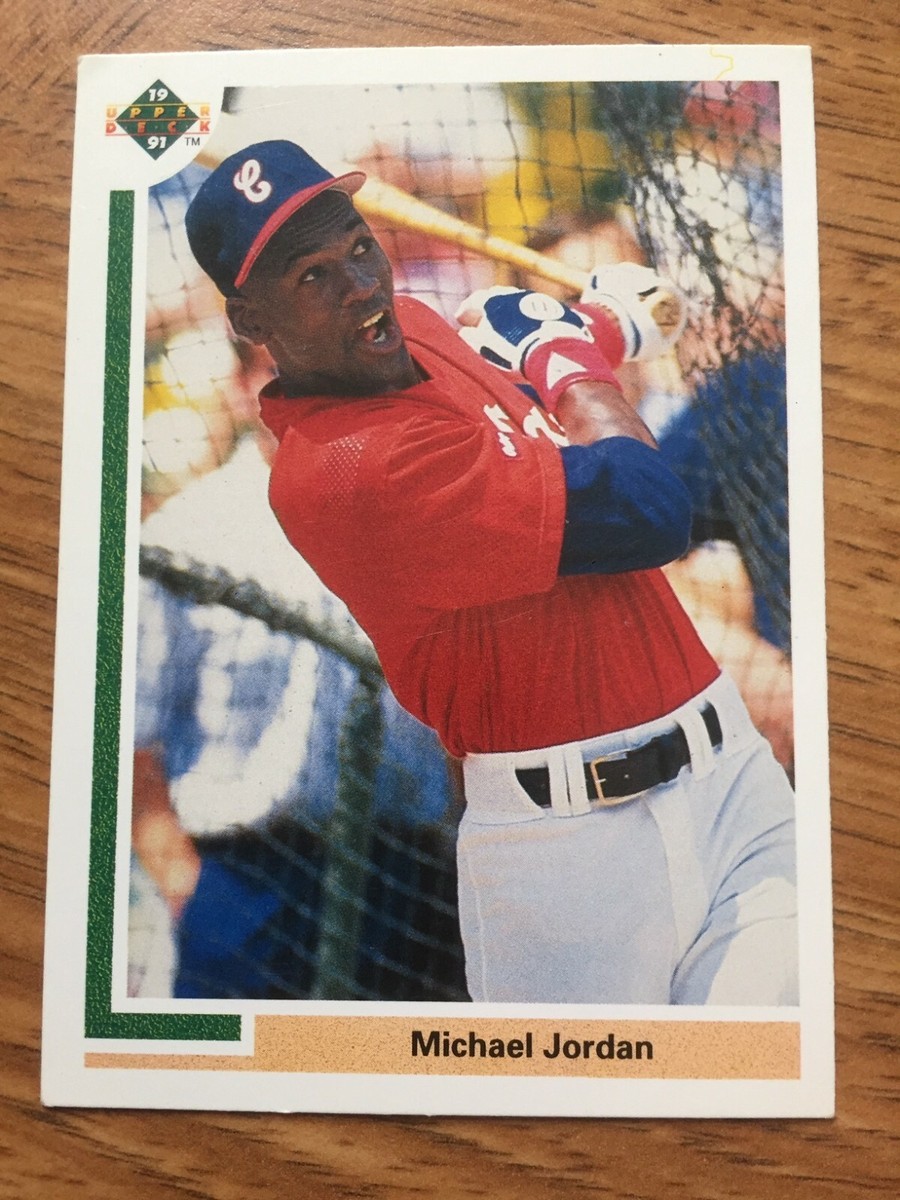 19
UPPER
DECK
91 TM
C
Michael Jordan